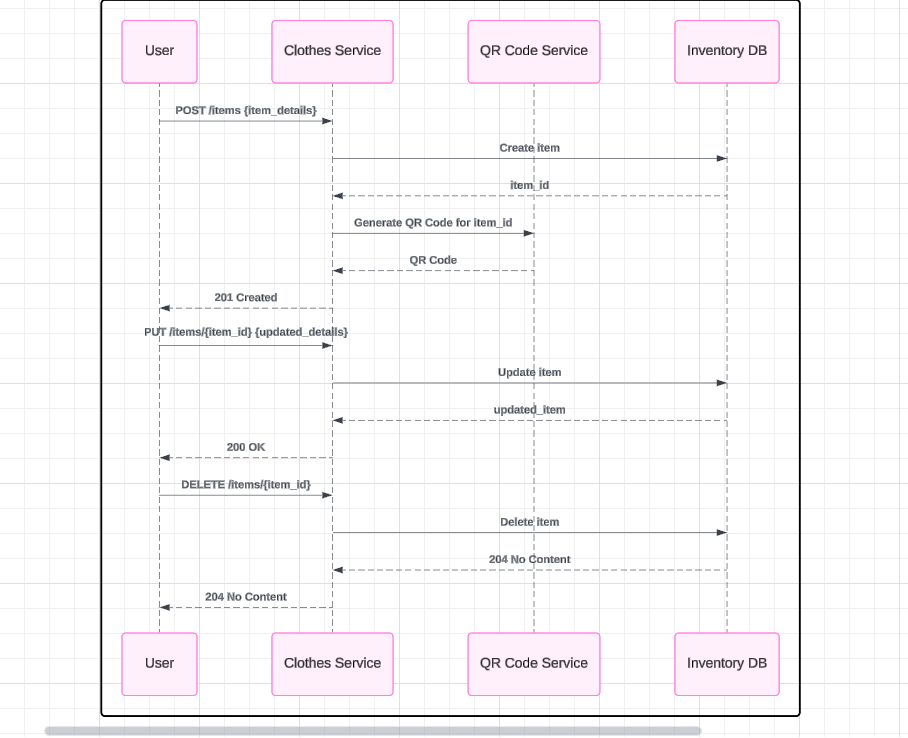 User
Clothes Service
QR Code Service
Inventory DB
POST /items {item_details}
Create item
item_id
Generate QR Code for item_id
QR Code
201 Created
PUT /items/{item_id} {updated_details}
Update item
updated_item
200 OK
DELETE /items/{item_id}
Delete item
204 No Content
204 No Content
User
Clothes Service
QR Code Service
Inventory DB